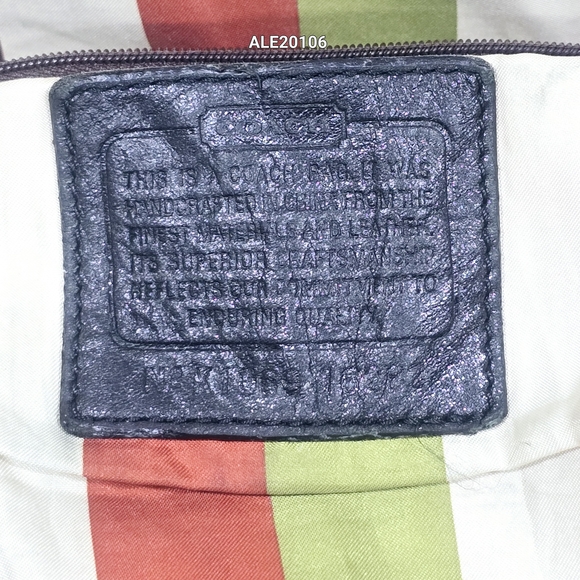 ALE20106
COACH
THIS IS A COACH BAG. IT WAS
HANDCRAFTED IN CHINA FROM THE
FINEST MATERIALS AND LEATHER.
ITS SUPERIOR CRAFTSMANSHIP
REFLECTS OUR COMMITMENT TO
ENDURING QUALITY.